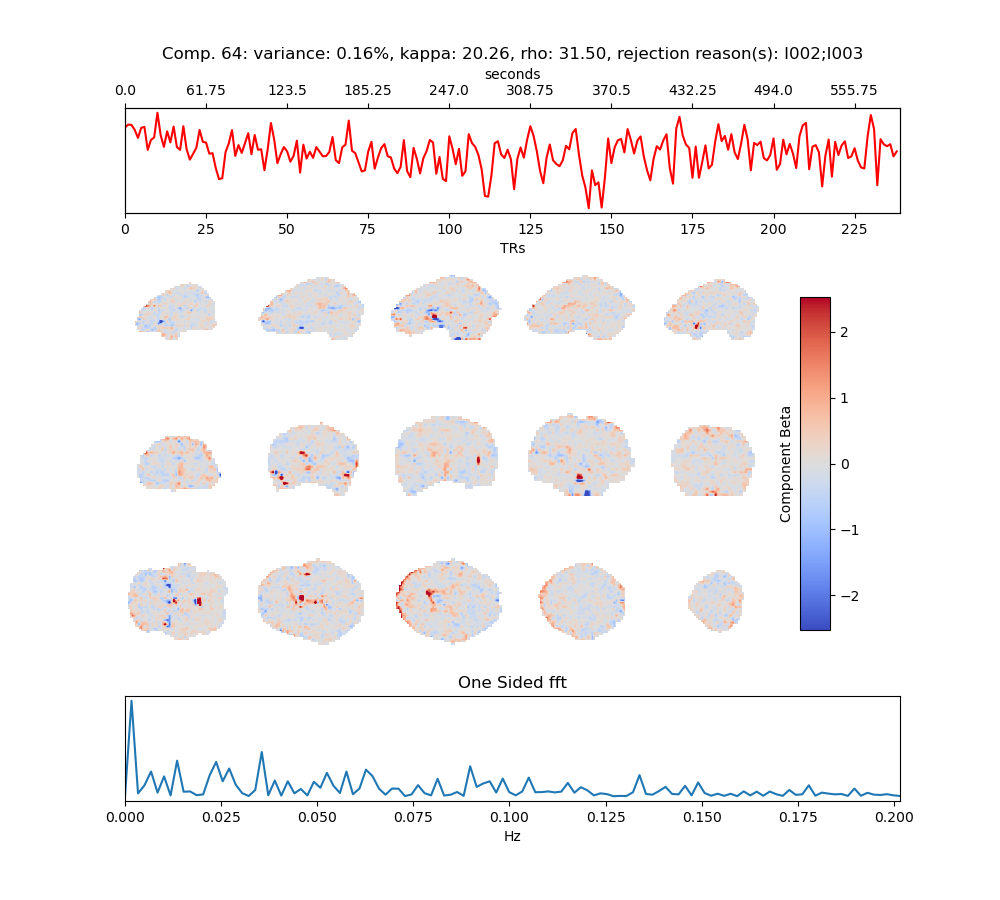 Comp. 64: variance: 0.16%, kappa: 20.26, rho: 31.50, rejection reason(s): I002;I003
seconds
0.0 61.75 123.5 185.25 247.0 308.75 370.5 432.25 494.0 555.75
0 25 50 75 100 125 150 175 200 225
TRs
2
1
0
−1
−2
Component Beta
One Sided fft
0.000 0.025 0.050 0.075 0.100 0.125 0.150 0.175 0.200
Hz